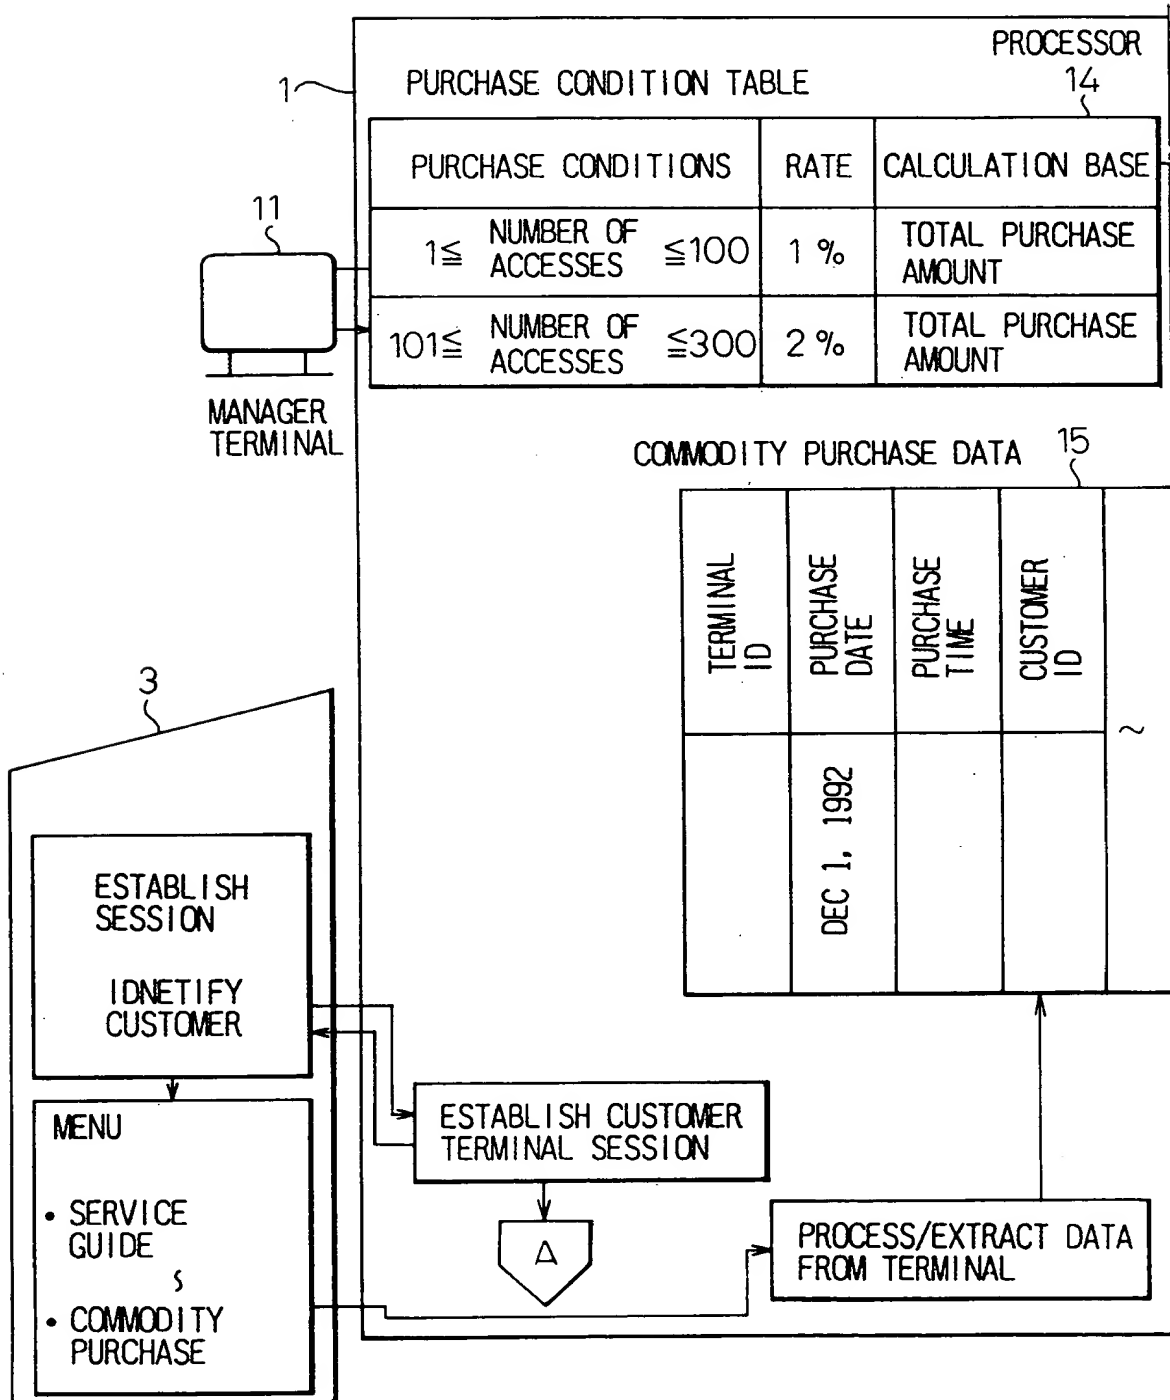 PROCESSOR
1
PURCHASE CONDITION TABLE
14
PURCHASE CONDITIONS
RATE
CALCULATION BASE
1≦ NUMBER OF ACCESSES ≦100
1 %
TOTAL PURCHASE
AMOUNT
101≦ NUMBER OF ACCESSES ≦300
2 %
TOTAL PURCHASE
AMOUNT
11
MANAGER
TERMINAL
COMMODITY PURCHASE DATA
15
TERMINAL
ID
PURCHASE
DATE
PURCHASE
TIME
CUSTOMER
ID
~
DEC 1, 1992
3
ESTABLISH
SESSION
IDNETIFY
CUSTOMER
MENU
• SERVICE
GUIDE
• COMMODITY
PURCHASE
ESTABLISH CUSTOMER
TERMINAL SESSION
A
PROCESS/EXTRACT DATA
FROM TERMINAL